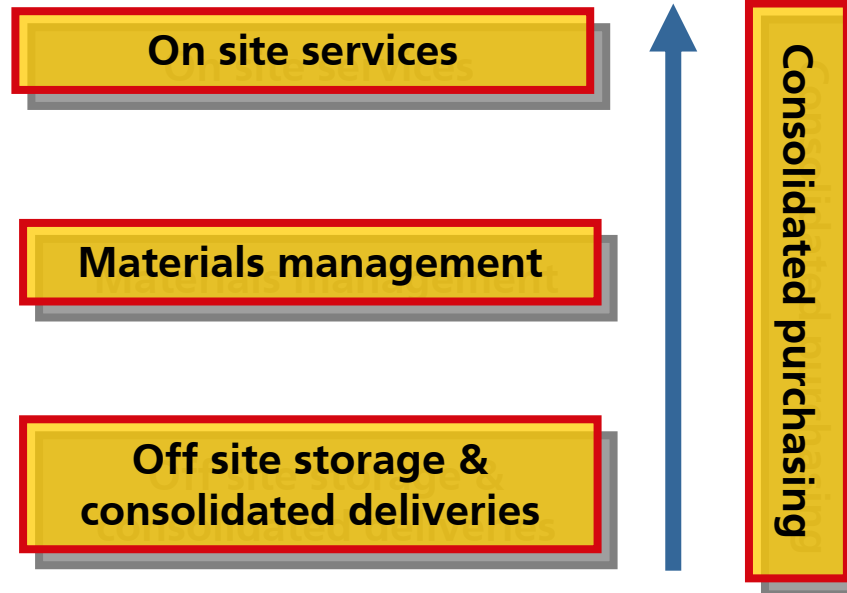 On site services
Materials management
Off site storage &
consolidated deliveries
Consolidated purchasing